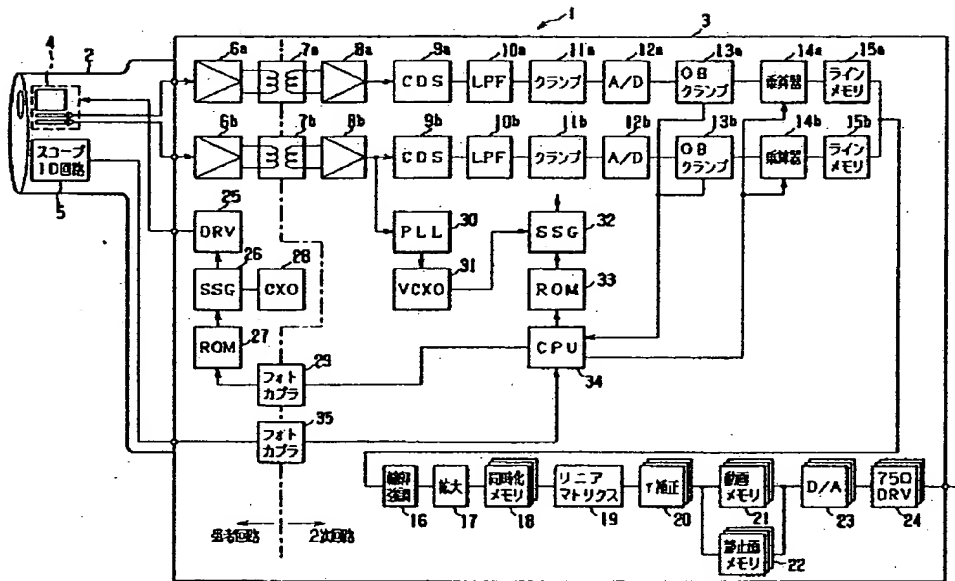 1
3
4
2
6a
7a
8a
9a
10a
11a
12a
13a
14a
15a
CDS
LPF
クランプ
A/D
OB
クランプ
乗算器
ライン
メモリ
6b
7b
8b
9b
10b
11b
12b
13b
14b
15b
CDS
LPF
クランプ
A/D
OB
クランプ
乗算器
ライン
メモリ
スコープ
ID回路
5
25
DRV
26
28
SSG
CXO
27
ROM
30
PLL
31
VCXO
32
SSG
33
ROM
CPU
34
29
フォト
カプラ
35
フォト
カプラ
患者回路
2次回路
輪郭
強調
16
拡大
17
同時化
メモリ
18
リニア
マトリクス
19
γ補正
20
動画
メモリ
21
静止画
メモリ
22
D/A
23
75Ω
DRV
24